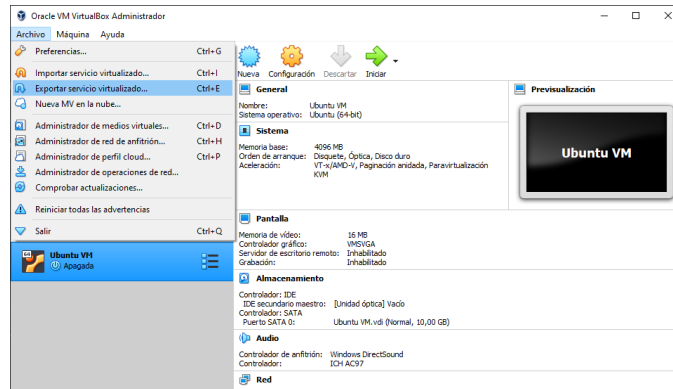 Oracle VM VirtualBox Administrador
Archivo Máquina Ayuda
Preferencias... Ctrl+G
Importar servicio virtualizado... Ctrl+I
Exportar servicio virtualizado... Ctrl+E
Nueva MV en la nube...
Administrador de medios virtuales... Ctrl+D
Administrador de red de anfitrión... Ctrl+H
Administrador de perfil cloud... Ctrl+P
Administrador de operaciones de red...
Comprobar actualizaciones...
Reiniciar todas las advertencias
Salir Ctrl+Q
Ubuntu VM
Apagada
Nueva Configuración Descartar Iniciar
General
Nombre: Ubuntu VM
Sistema operativo: Ubuntu (64-bit)
Sistema
Memoria base: 4096 MB
Orden de arranque: Disquete, Óptica, Disco duro
Aceleración: VT-x/AMD-V, Paginación anidada, Paravirtualización
KVM
Pantalla
Memoria de vídeo: 16 MB
Controlador gráfico: VMSVGA
Servidor de escritorio remoto: Inhabilitado
Grabación: Inhabilitado
Almacenamiento
Controlador: IDE
IDE secundario maestro: [Unidad óptica] Vacío
Controlador: SATA
Puerto SATA 0: Ubuntu VM.vdi (Normal, 10,00 GB)
Audio
Controlador de anfitrión: Windows DirectSound
Controlador: ICH AC97
Red
Previsualización
Ubuntu VM